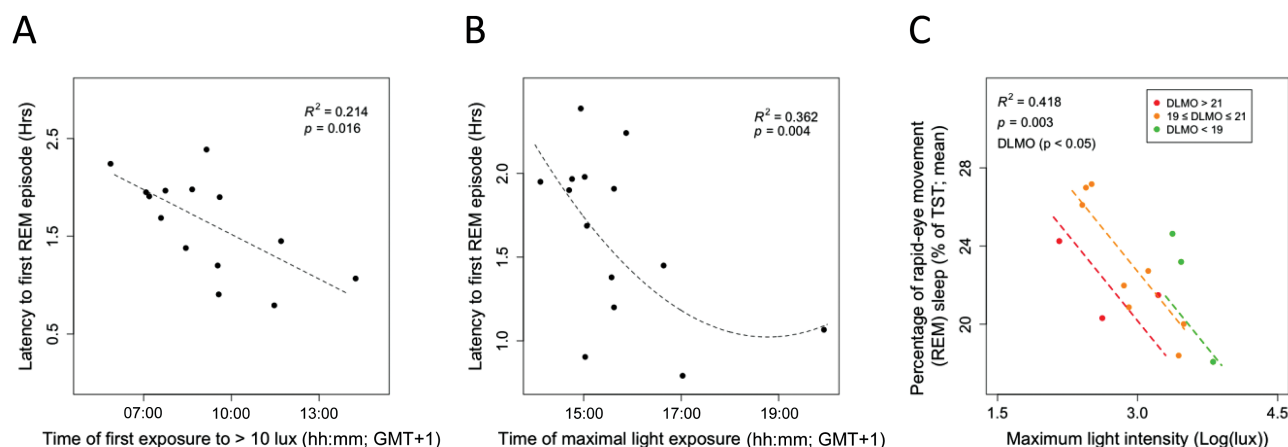 A
Latency to first REM episode (Hrs)
2.5
1.5
0.5
R² = 0.214
p = 0.016
07:00
10:00
13:00
Time of first exposure to > 10 lux (hh:mm; GMT+1)
B
Latency to first REM episode (Hrs)
2.0
1.5
1.0
R² = 0.362
p = 0.004
15:00
17:00
19:00
Time of maximal light exposure (hh:mm; GMT+1)
C
Percentage of rapid-eye movement
(REM) sleep (% of TST; mean)
28
24
20
R² = 0.418
p = 0.003
DLMO (p < 0.05)
DLMO > 21
19 ≤ DLMO ≤ 21
DLMO < 19
1.5
3.0
4.5
Maximum light intensity (Log(lux))